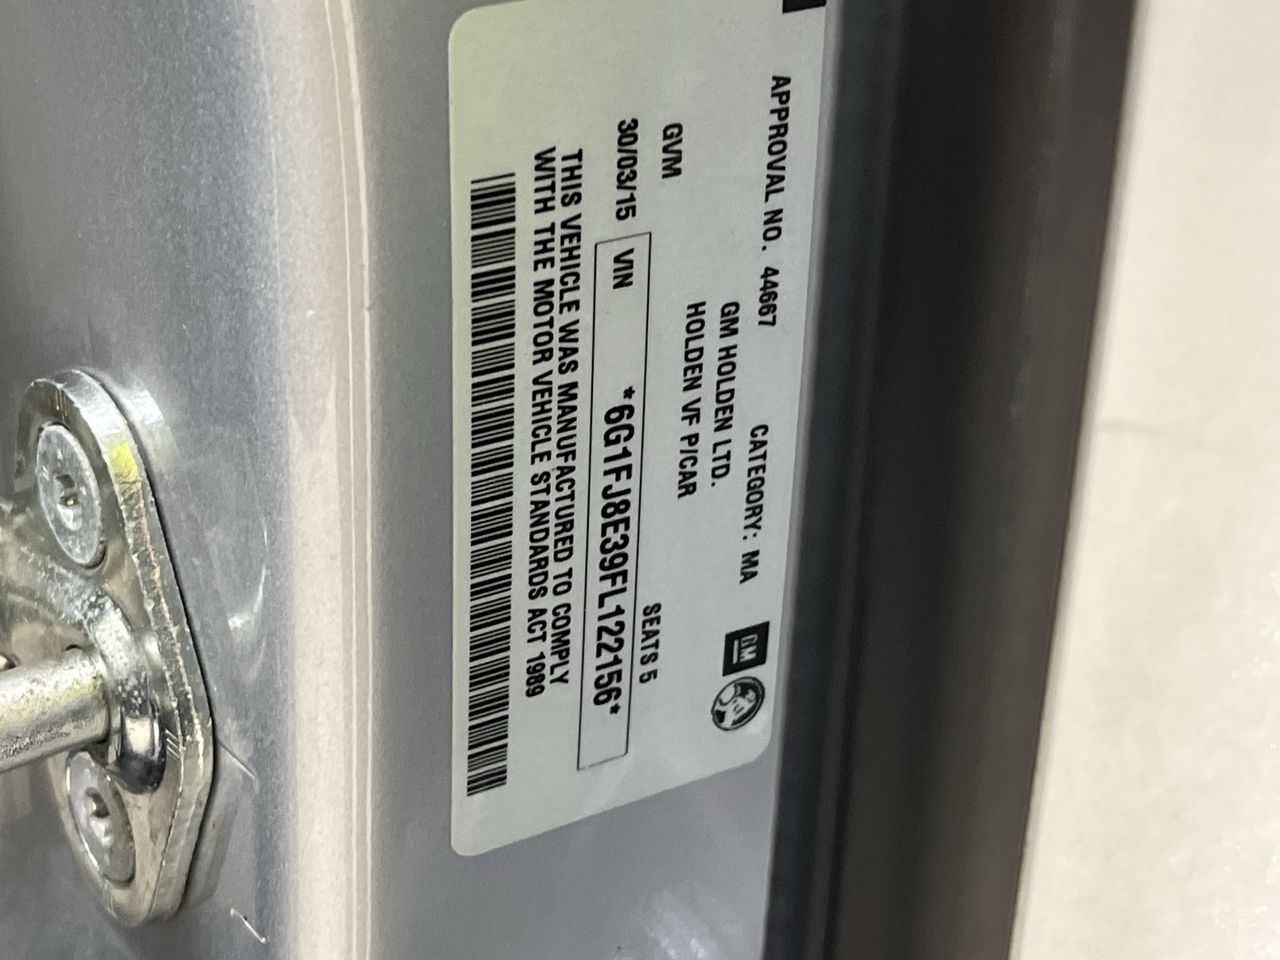 APPROVAL NO. 44667 CATEGORY: MA
GM HOLDEN LTD. GM
HOLDEN VF P/CAR
GVM SEATS 5
30/03/15 VIN *6G1FJ8E39FL122156*
THIS VEHICLE WAS MANUFACTURED TO COMPLY
WITH THE MOTOR VEHICLE STANDARDS ACT 1989